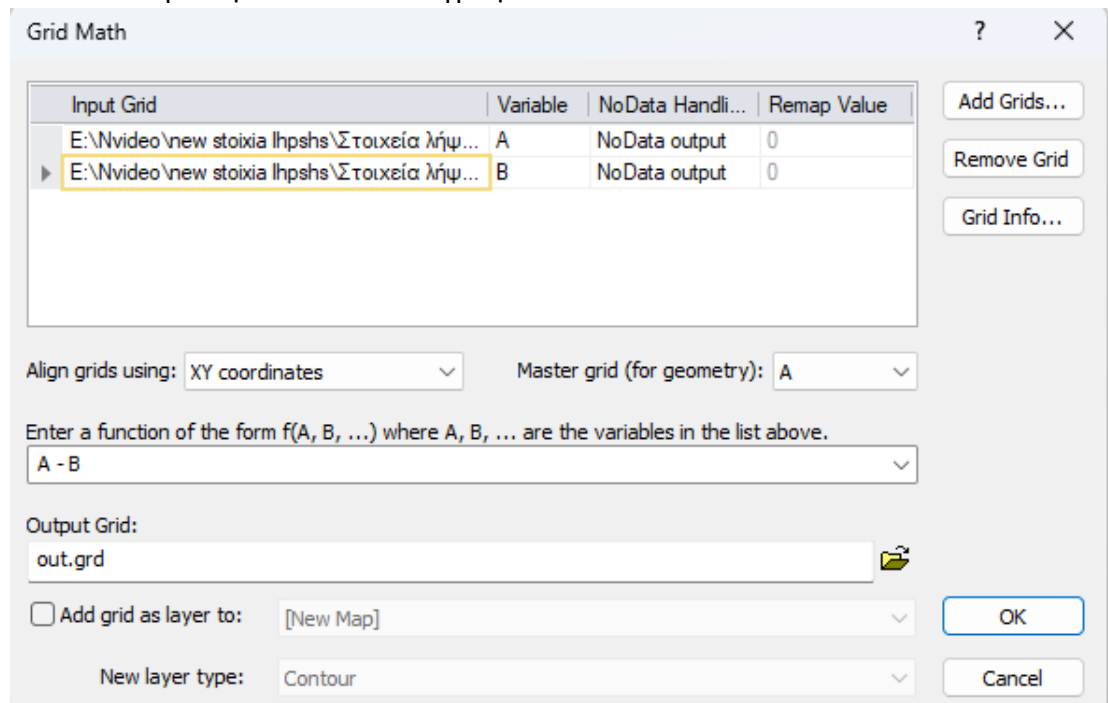 Grid Math ?
Input Grid Variable NoData Handli... Remap Value
E:\Nvideo\new stoixia lhpshs\Στοιχεία λήψ... A NoData output 0
E:\Nvideo\new stoixia lhpshs\Στοιχεία λήψ... B NoData output 0
Add Grids...
Remove Grid
Grid Info...
Align grids using: XY coordinates Master grid (for geometry): A
Enter a function of the form f(A, B, ...) where A, B, ... are the variables in the list above.
A - B
Output Grid:
out.grd
Add grid as layer to: [New Map] OK
New layer type: Contour Cancel